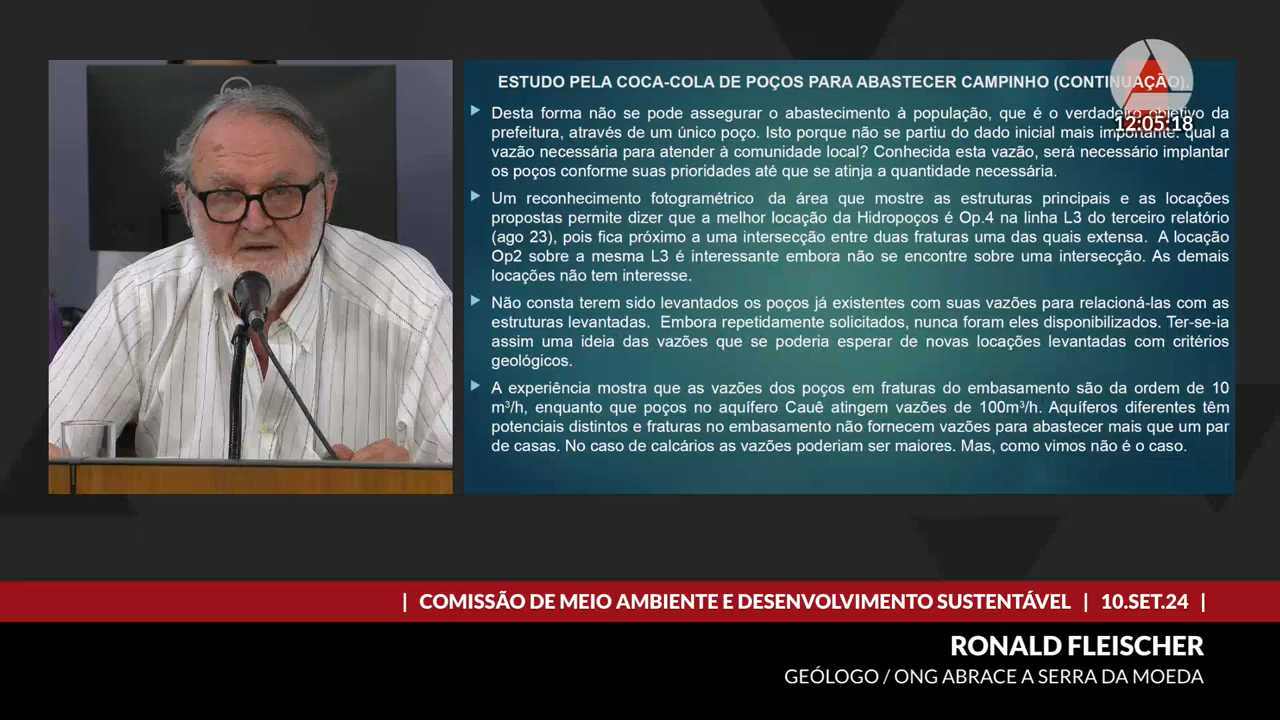 ESTUDO PELA COCA-COLA DE POÇOS PARA ABASTECER CAMPINHO (CONTINUAÇÃO).
12:05:18
Desta forma não se pode assegurar o abastecimento à população, que é o verdadeiro objetivo da
prefeitura, através de um único poço. Isto porque não se partiu do dado inicial mais importante: qual a
vazão necessária para atender à comunidade local? Conhecida esta vazão, será necessário implantar
os poços conforme suas prioridades até que se atinja a quantidade necessária.
Um reconhecimento fotogramétrico da área que mostre as estruturas principais e as locações
propostas permite dizer que a melhor locação da Hidropoços é Op.4 na linha L3 do terceiro relatório
(ago 23), pois fica próximo a uma intersecção entre duas fraturas uma das quais extensa. A locação
Op2 sobre a mesma L3 é interessante embora não se encontre sobre uma intersecção. As demais
locações não tem interesse.
Não consta terem sido levantados os poços já existentes com suas vazões para relacioná-las com as
estruturas levantadas. Embora repetidamente solicitados, nunca foram eles disponibilizados. Ter-se-ia
assim uma ideia das vazões que se poderia esperar de novas locações levantadas com critérios
geológicos.
A experiência mostra que as vazões dos poços em fraturas do embasamento são da ordem de 10
m³/h, enquanto que poços no aquífero Cauê atingem vazões de 100m³/h. Aquíferos diferentes têm
potenciais distintos e fraturas no embasamento não fornecem vazões para abastecer mais que um par
de casas. No caso de calcários as vazões poderiam ser maiores. Mas, como vimos não é o caso.
| COMISSÃO DE MEIO AMBIENTE E DESENVOLVIMENTO SUSTENTÁVEL | 10.SET.24 |
RONALD FLEISCHER
GEÓLOGO / ONG ABRACE A SERRA DA MOEDA